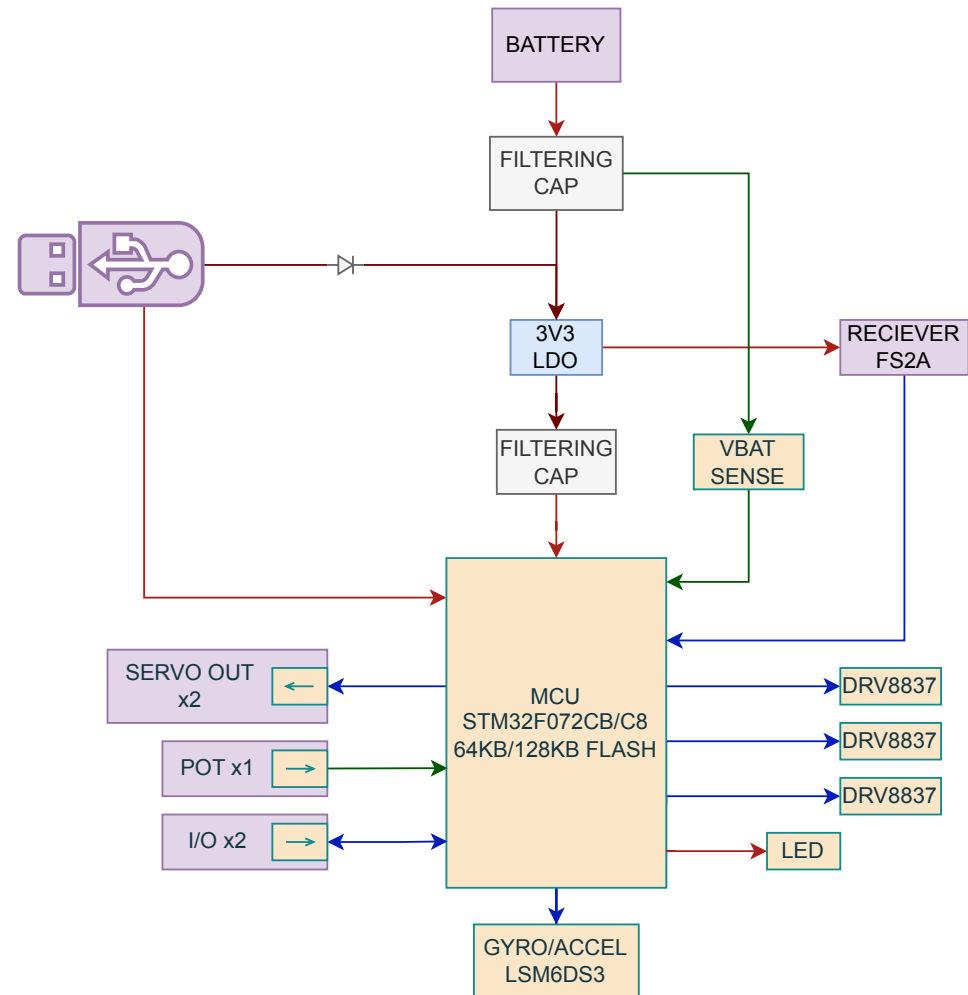 BATTERY
FILTERING
CAP
3V3
LDO
RECIEVER
FS2A
FILTERING
CAP
VBAT
SENSE
SERVO OUT
x2
MCU
STM32F072CB/C8
64KB/128KB FLASH
DRV8837
DRV8837
POT x1
DRV8837
I/O x2
LED
GYRO/ACCEL
LSM6DS3